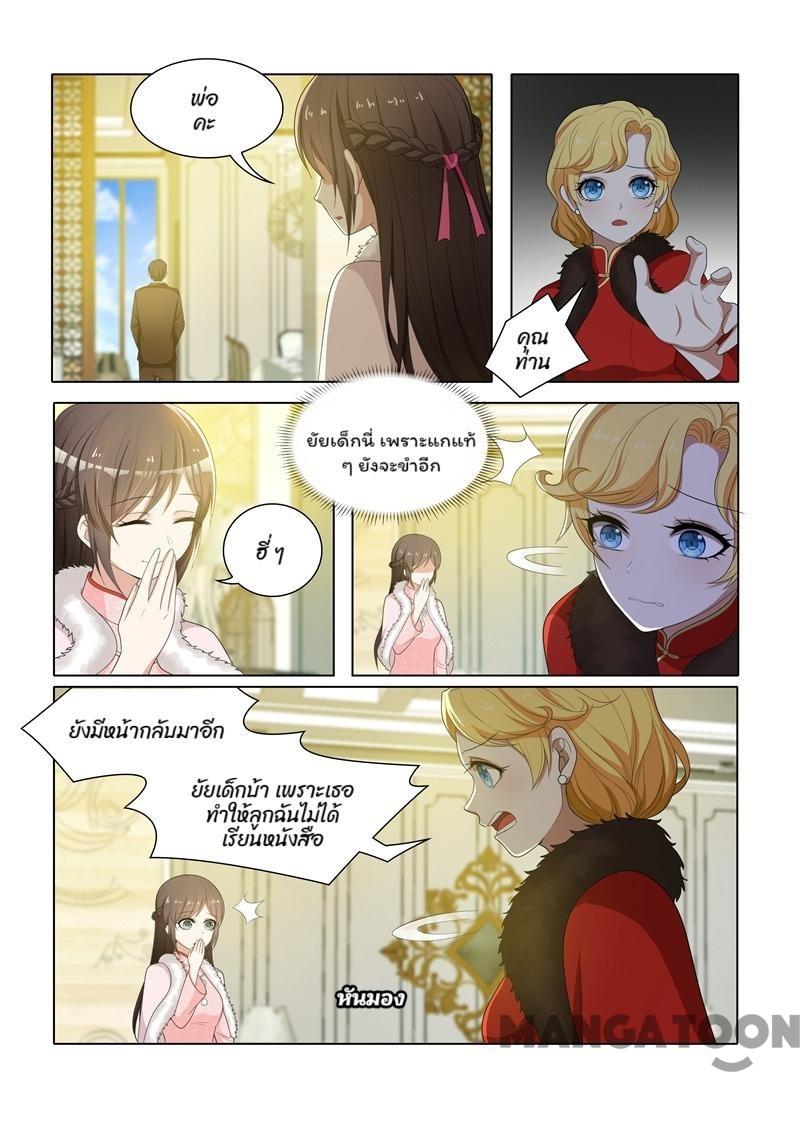 พ่อ
คะ
คุณ
ท่าน
ยัยเด็กนี่ เพราะแกแท้
ๆ ยังจะขำอีก
ฮี่ ๆ
ยังมีหน้ากลับมาอีก
ยัยเด็กบ้า เพราะเธอ
ทำให้ลูกฉันไม่ได้
เรียนหนังสือ
หันมอง
MANGATOON